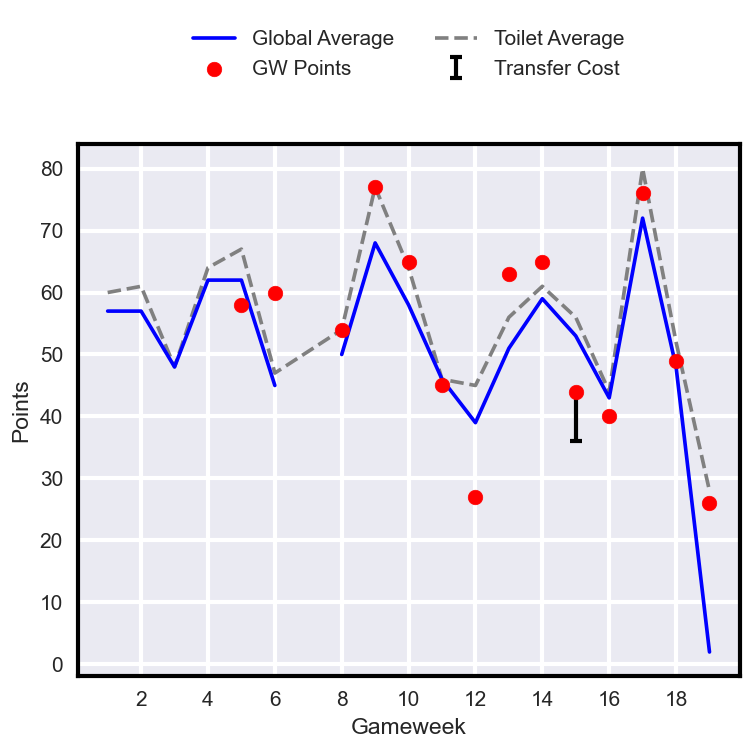 Global Average
Toilet Average
GW Points
Transfer Cost
80
70
60
50
40
30
20
10
0
Points
2 4 6 8 10 12 14 16 18
Gameweek